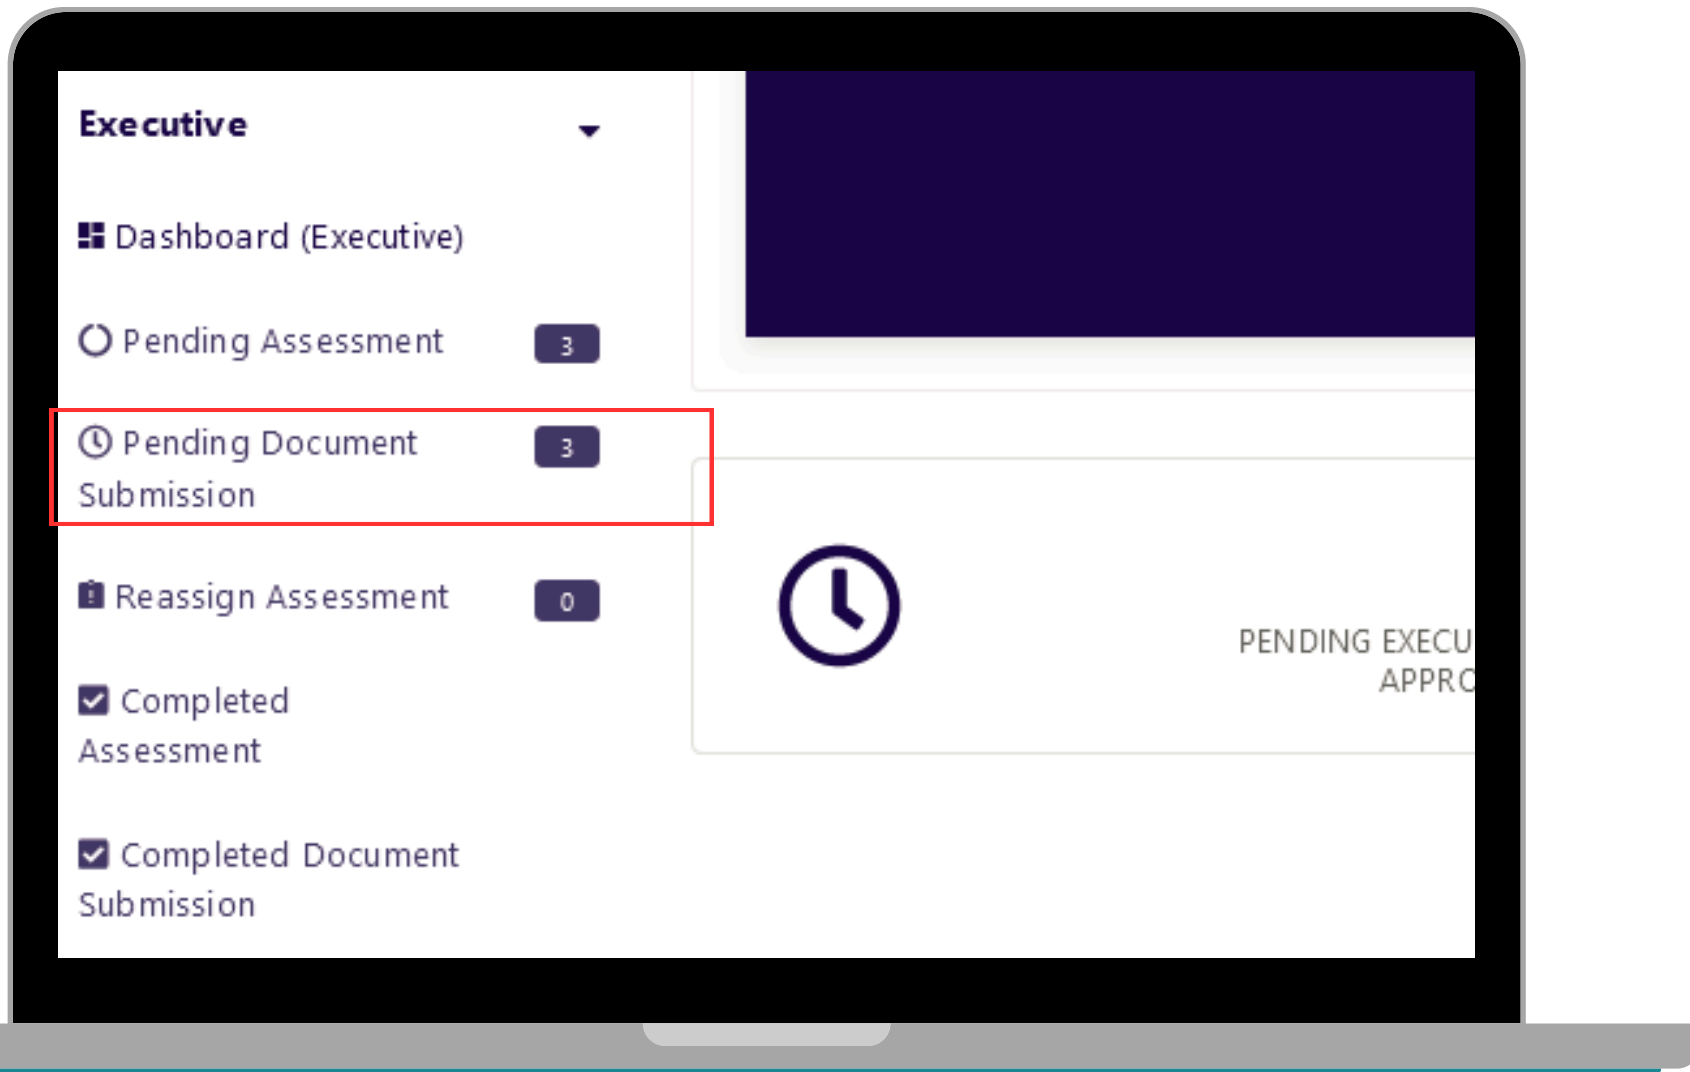 Executive
Dashboard (Executive)
Pending Assessment 3
Pending Document 3
Submission
Reassign Assessment 0
Completed
Assessment
Completed Document
Submission
PENDING EXECU
APPRO